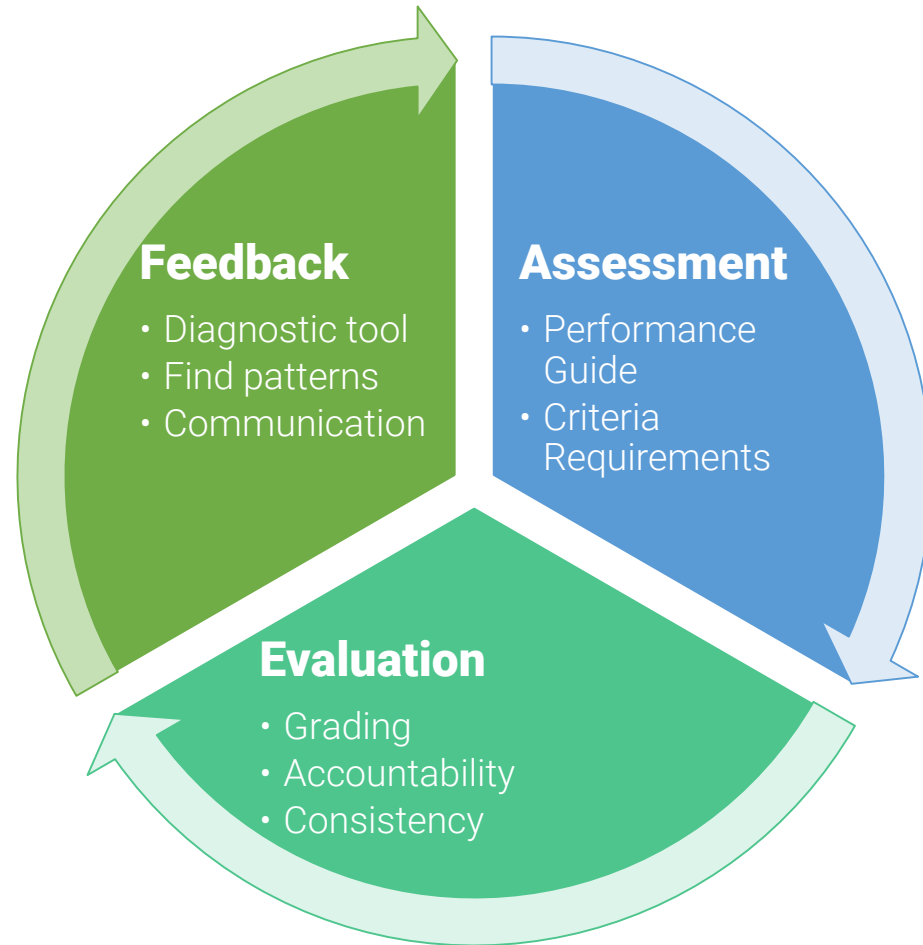 Feedback
• Diagnostic tool
• Find patterns
• Communication
Assessment
• Performance
Guide
• Criteria
Requirements
Evaluation
• Grading
• Accountability
• Consistency